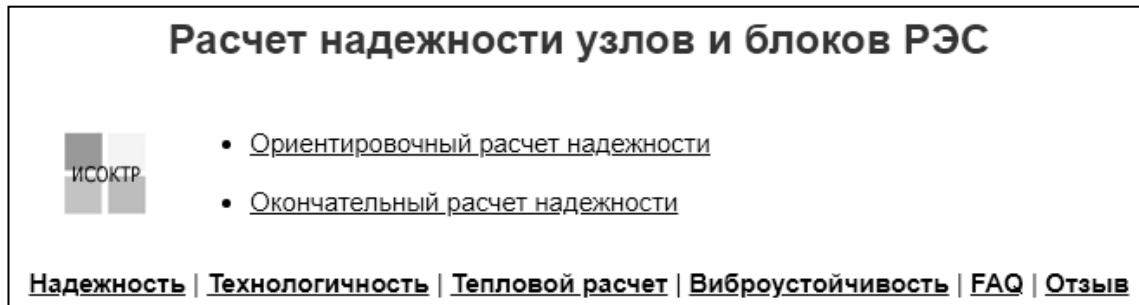 Расчет надежности узлов и блоков РЭС
• Ориентировочный расчет надежности
ИСОКТР
• Окончательный расчет надежности
Надежность | Технологичность | Тепловой расчет | Виброустойчивость | FAQ | Отзыв